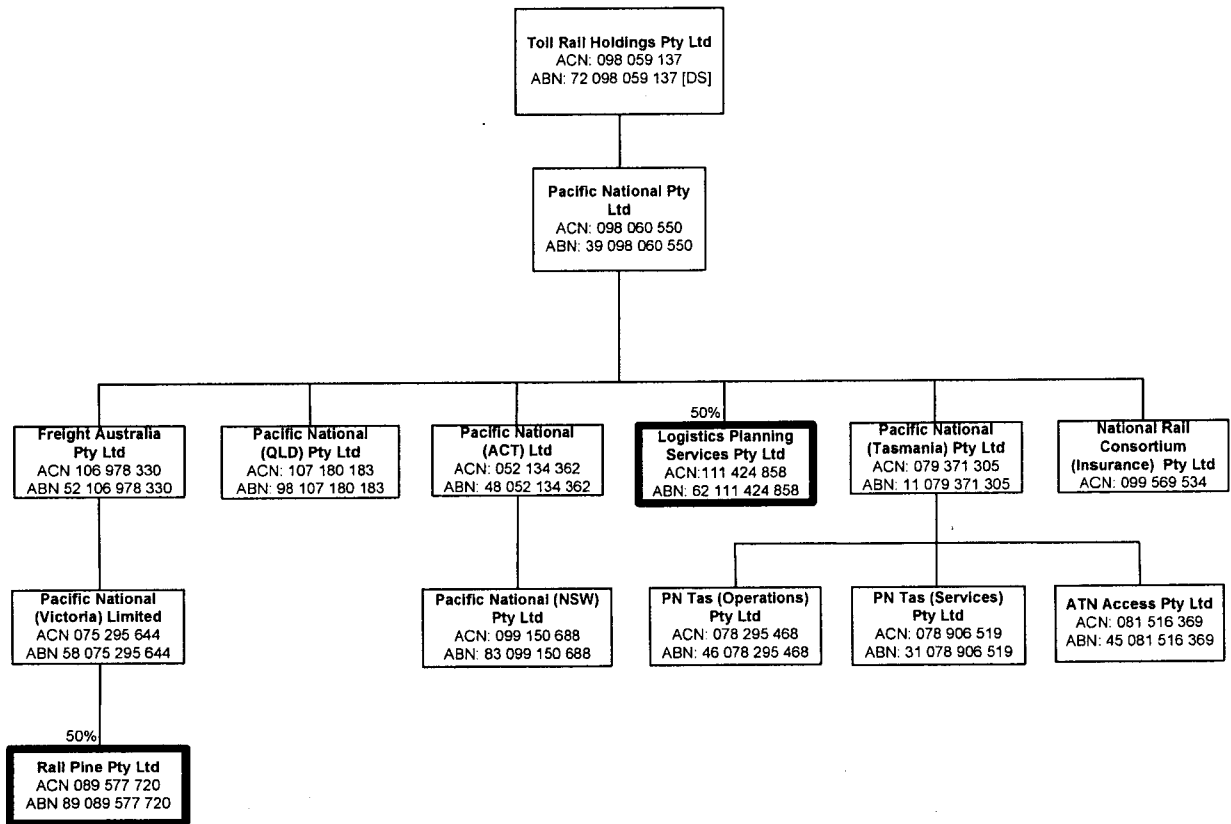 Toll Rail Holdings Pty Ltd
ACN: 098 059 137
ABN: 72 098 059 137 [DS]
Pacific National Pty
Ltd
ACN: 098 060 550
ABN: 39 098 060 550
Freight Australia
Pty Ltd
ACN 106 978 330
ABN 52 106 978 330
Pacific National
(QLD) Pty Ltd
ACN: 107 180 183
ABN: 98 107 180 183
Pacific National
(ACT) Ltd
ACN: 052 134 362
ABN: 48 052 134 362
50%
Logistics Planning
Services Pty Ltd
ACN:111 424 858
ABN: 62 111 424 858
Pacific National
(Tasmania) Pty Ltd
ACN: 079 371 305
ABN: 11 079 371 305
National Rail
Consortium
(Insurance) Pty Ltd
ACN: 099 569 534
Pacific National
(Victoria) Limited
ACN 075 295 644
ABN 58 075 295 644
Pacific National (NSW)
Pty Ltd
ACN: 099 150 688
ABN: 83 099 150 688
PN Tas (Operations)
Pty Ltd
ACN: 078 295 468
ABN: 46 078 295 468
PN Tas (Services)
Pty Ltd
ACN: 078 906 519
ABN: 31 078 906 519
ATN Access Pty Ltd
ACN: 081 516 369
ABN: 45 081 516 369
50%
Rail Pine Pty Ltd
ACN 089 577 720
ABN 89 089 577 720